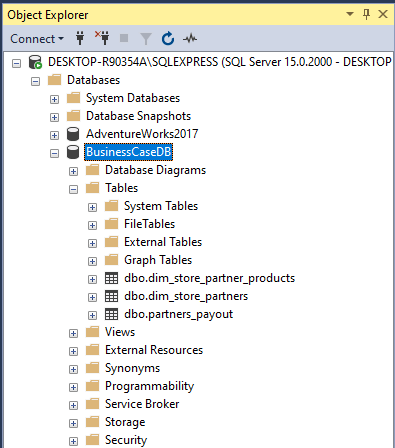 Object Explorer
Connect
DESKTOP-R90354A\SQLEXPRESS (SQL Server 15.0.2000 - DESKTOP
Databases
System Databases
Database Snapshots
AdventureWorks2017
BusinessCaseDB
Database Diagrams
Tables
System Tables
FileTables
External Tables
Graph Tables
dbo.dim_store_partner_products
dbo.dim_store_partners
dbo.partners_payout
Views
External Resources
Synonyms
Programmability
Service Broker
Storage
Security